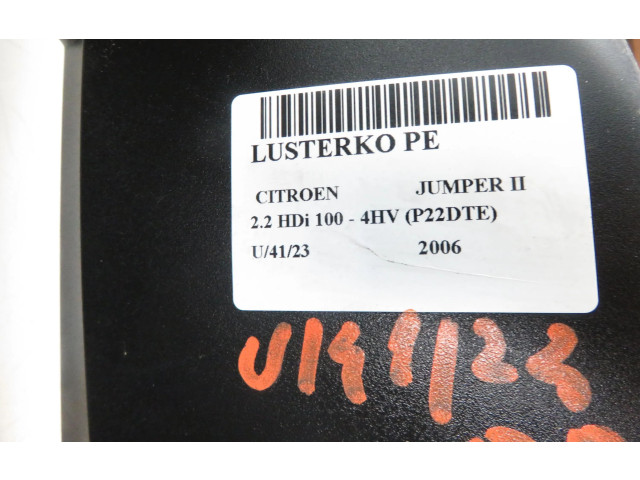 LUSTERKO PE
CITROEN JUMPER II
2.2 HDi 100 - 4HV (P22DTE)
U/41/23 2006
U/41/23